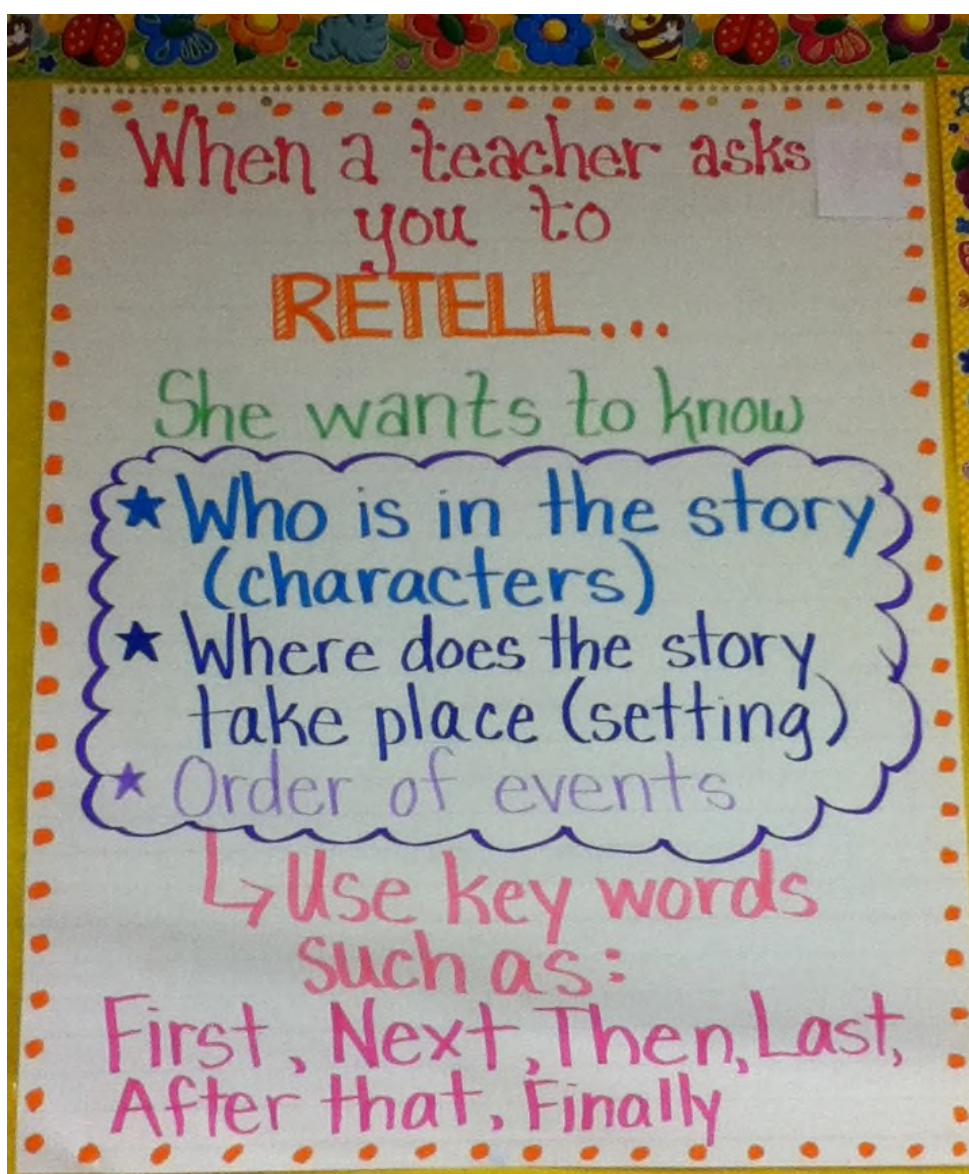 When a teacher asks
you to
RETELL...
She wants to know
★ Who is in the story
(characters)
★ Where does the story
take place (setting)
★ Order of events
↳ Use key words
such as:
First, Next, Then, Last,
After that, Finally